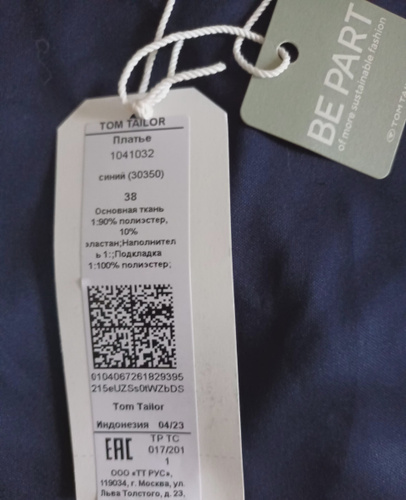 BE PART
of more sustainable fashion
TOM TAILOR
Платье
1041032
синий (30350)
38
Основная ткань
1:90% полиэстер,
10%
эластан;Наполнител
ь 1:;Подкладка
1:100% полиэстер;
0104067261829395
215eUZSs0tWZbDS
Tom Tailor
Индонезия 04/23
EAC
ТР ТС
017/201
1
ООО «ТТ РУС»,
119034, г. Москва, ул.
Льва Толстого, д. 23,